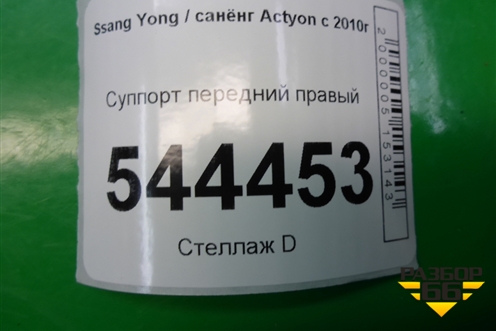 Ssang Yong / санёнг Actyon с 2010г
Суппорт передний правый
544453
Стеллаж D
2000005153143
РАЗБОР
66